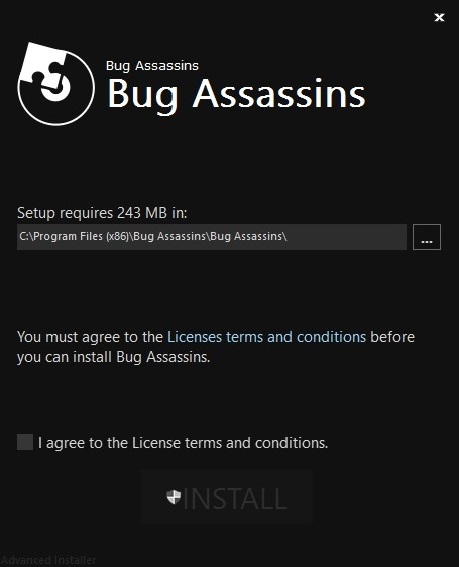 x
Bug Assassins
Bug Assassins
Setup requires 243 MB in:
C:\Program Files (x86)\Bug Assassins\Bug Assassins\
...
You must agree to the Licenses terms and conditions before
you can install Bug Assassins.
I agree to the License terms and conditions.
INSTALL
Advanced Installer